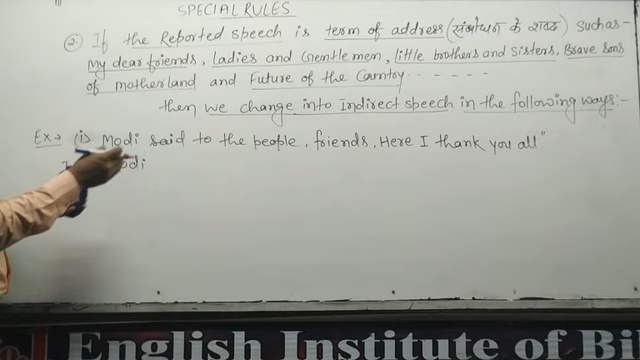 SPECIAL RULES
② If the Reported speech is term of address (संबोधन के शब्द) Such as -
My dear friends, Ladies and Gentlemen, little brothers and Sisters, Brave Sons
of motherland and Future of the Country - - - - - -
then we change into Indirect speech in the following ways:-
Ex → (i) Modi said to the people, friends, Here I thank you all"
Modi
English Institute of Bi